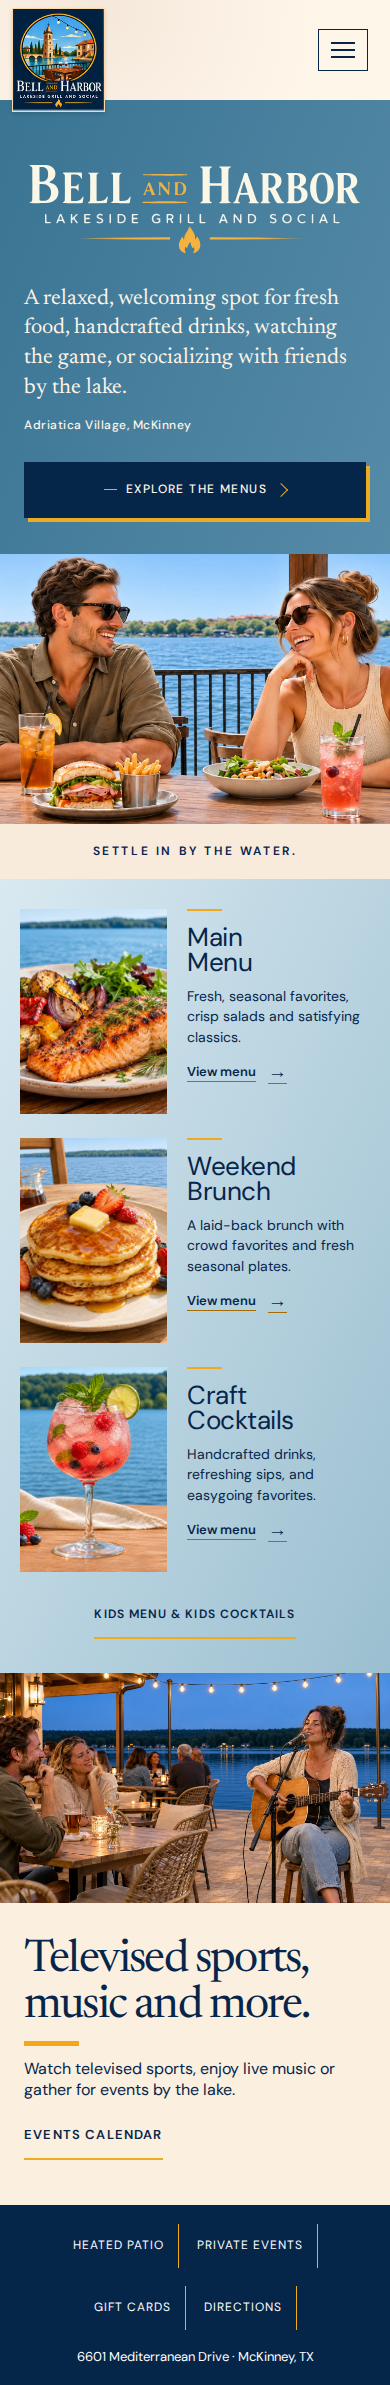 BELL AND HARBOR
LAKESIDE GRILL AND SOCIAL
BELL AND HARBOR
LAKESIDE GRILL AND SOCIAL
A relaxed, welcoming spot for fresh
food, handcrafted drinks, watching
the game, or socializing with friends
by the lake.
Adriatica Village, McKinney
— EXPLORE THE MENUS
SETTLE IN BY THE WATER.
Main
Menu
Fresh, seasonal favorites,
crisp salads and satisfying
classics.
View menu →
Weekend
Brunch
A laid-back brunch with
crowd favorites and fresh
seasonal plates.
View menu →
Craft
Cocktails
Handcrafted drinks,
refreshing sips, and
easygoing favorites.
View menu →
KIDS MENU & KIDS COCKTAILS
Televised sports,
music and more.
Watch televised sports, enjoy live music or
gather for events by the lake.
EVENTS CALENDAR
HEATED PATIO PRIVATE EVENTS
GIFT CARDS DIRECTIONS
6601 Mediterranean Drive · McKinney, TX